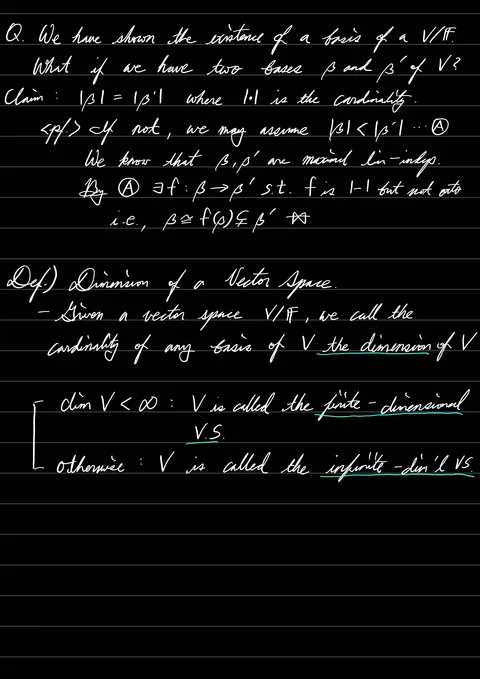 Q. We have shown the existence of a basis of a V/𝔽.
What if we have two bases β and β' of V?
Claim : |β| = |β'| where |·| is the cardinality.
<pf> If not, we may assume |β| < |β'| ... Ⓐ
We know that β, β' are maximal lin-indep.
By Ⓐ ∃f : β → β' s.t. f is 1-1 but not onto
i.e., β ≅ f(β) ⊊ β'
Def.) Dimension of a Vector Space.
- Given a vector space V/𝔽, we call the
cardinality of any basis of V the dimension of V
dim V < ∞ : V is called the finite-dimensional
V.S.
otherwise : V is called the infinite-dim'l VS.